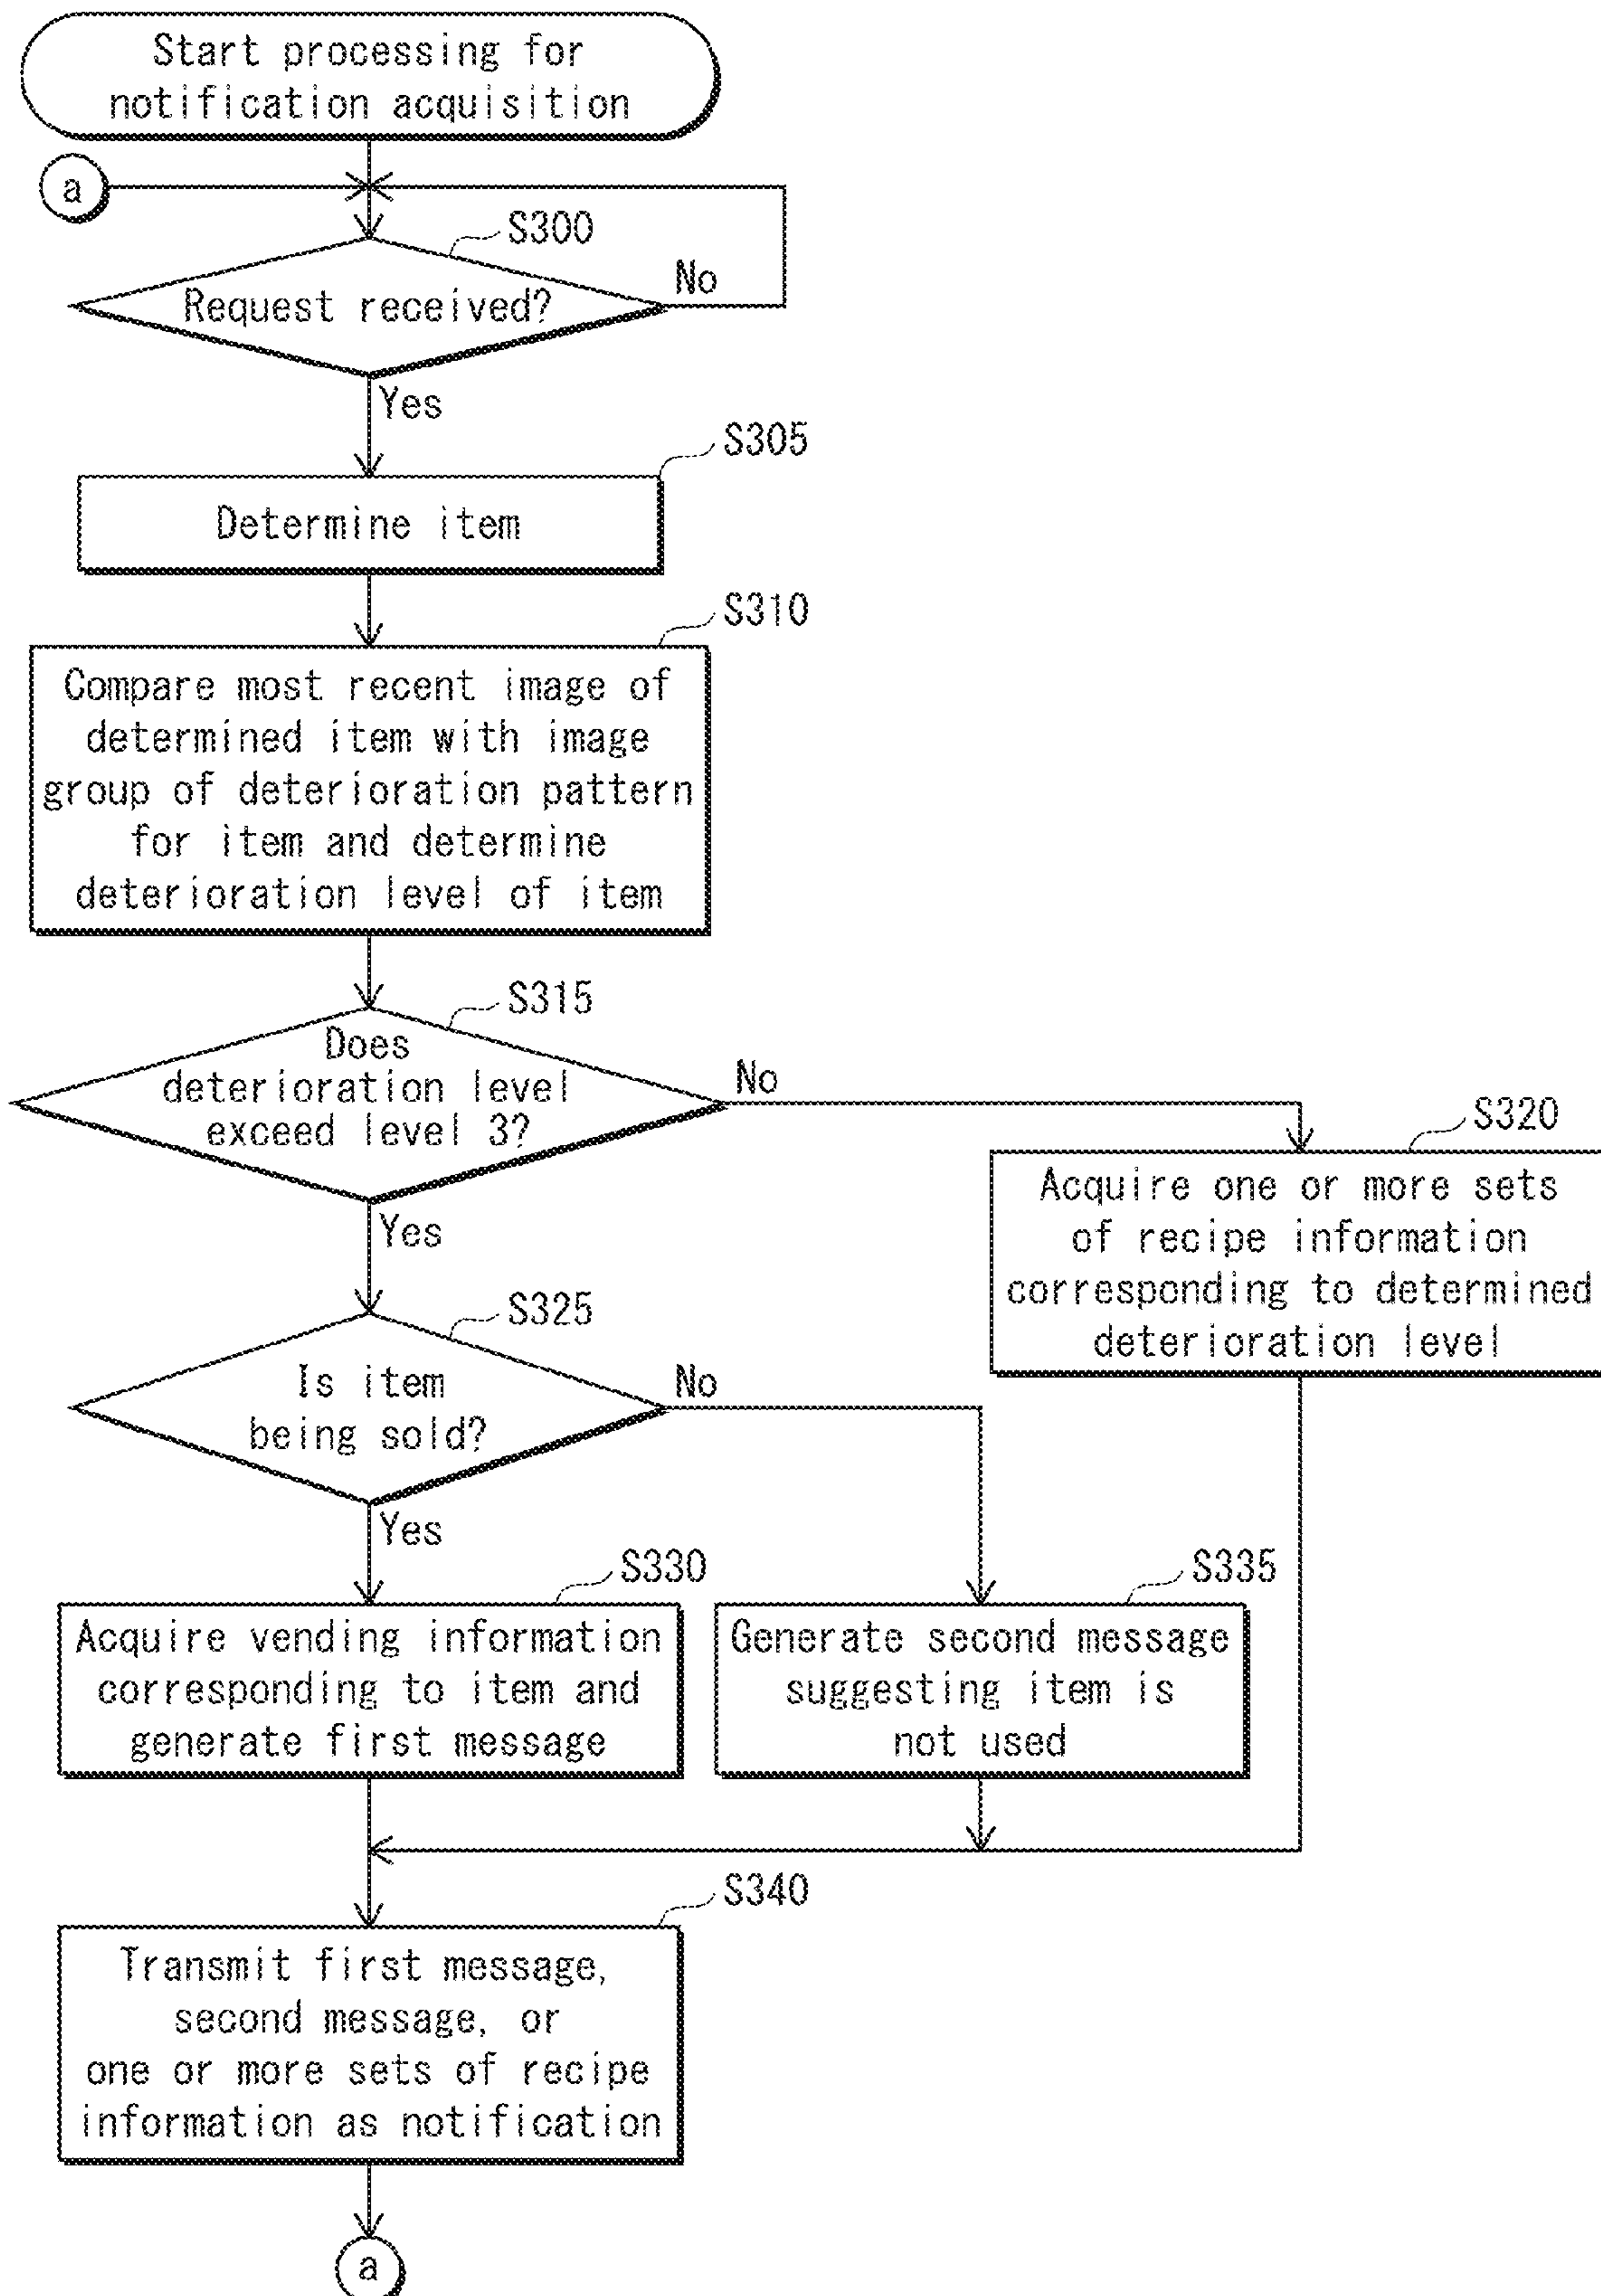 Start processing for
notification acquisition
a
S300
Request received?
No
Yes
S305
Determine item
S310
Compare most recent image of
determined item with image
group of deterioration pattern
for item and determine
deterioration level of item
S315
Does
deterioration level
exceed level 3?
No
Yes
S320
Acquire one or more sets
of recipe information
corresponding to determined
deterioration level
S325
Is item
being sold?
No
Yes
S330
Acquire vending information
corresponding to item and
generate first message
S335
Generate second message
suggesting item is
not used
S340
Transmit first message,
second message, or
one or more sets of recipe
information as notification
a